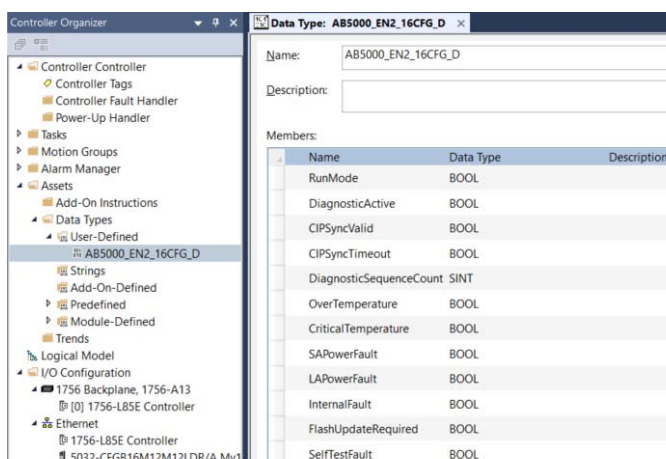 Controller Organizer
Controller Controller
Controller Tags
Controller Fault Handler
Power-Up Handler
Tasks
Motion Groups
Alarm Manager
Assets
Add-On Instructions
Data Types
User-Defined
AB5000_EN2_16CFG_D
Strings
Add-On-Defined
Predefined
Module-Defined
Trends
Logical Model
I/O Configuration
1756 Backplane, 1756-A13
[0] 1756-L85E Controller
Ethernet
1756-L85E Controller
5032-CFGB16M12M12LDR/A My1
Data Type: AB5000_EN2_16CFG_D
Name: AB5000_EN2_16CFG_D
Description:
Members:
Name Data Type Description
RunMode BOOL
DiagnosticActive BOOL
CIPSyncValid BOOL
CIPSyncTimeout BOOL
DiagnosticSequenceCount SINT
OverTemperature BOOL
CriticalTemperature BOOL
SAPowerFault BOOL
LAPowerFault BOOL
InternalFault BOOL
FlashUpdateRequired BOOL
SelfTestFault BOOL